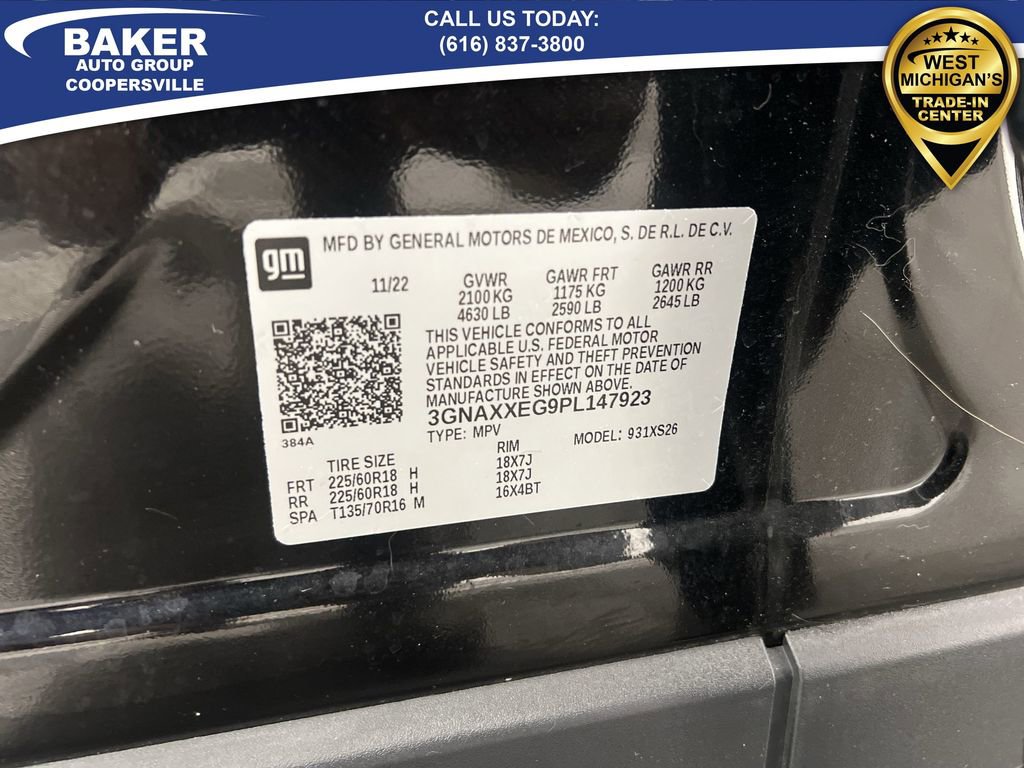 BAKER
AUTO GROUP
COOPERSVILLE
CALL US TODAY:
(616) 837-3800
WEST
MICHIGAN'S
TRADE-IN
CENTER
gm
MFD BY GENERAL MOTORS DE MEXICO, S. DE R.L. DE C.V.
11/22 GVWR GAWR FRT GAWR RR
2100 KG 1175 KG 1200 KG
4630 LB 2590 LB 2645 LB
THIS VEHICLE CONFORMS TO ALL
APPLICABLE U.S. FEDERAL MOTOR
VEHICLE SAFETY AND THEFT PREVENTION
STANDARDS IN EFFECT ON THE DATE OF
MANUFACTURE SHOWN ABOVE.
3GNAXXEG9PL147923
384A
TYPE: MPV MODEL: 931XS26
TIRE SIZE RIM
FRT 225/60R18 H 18X7J
RR 225/60R18 H 18X7J
SPA T135/70R16 M 16X4BT